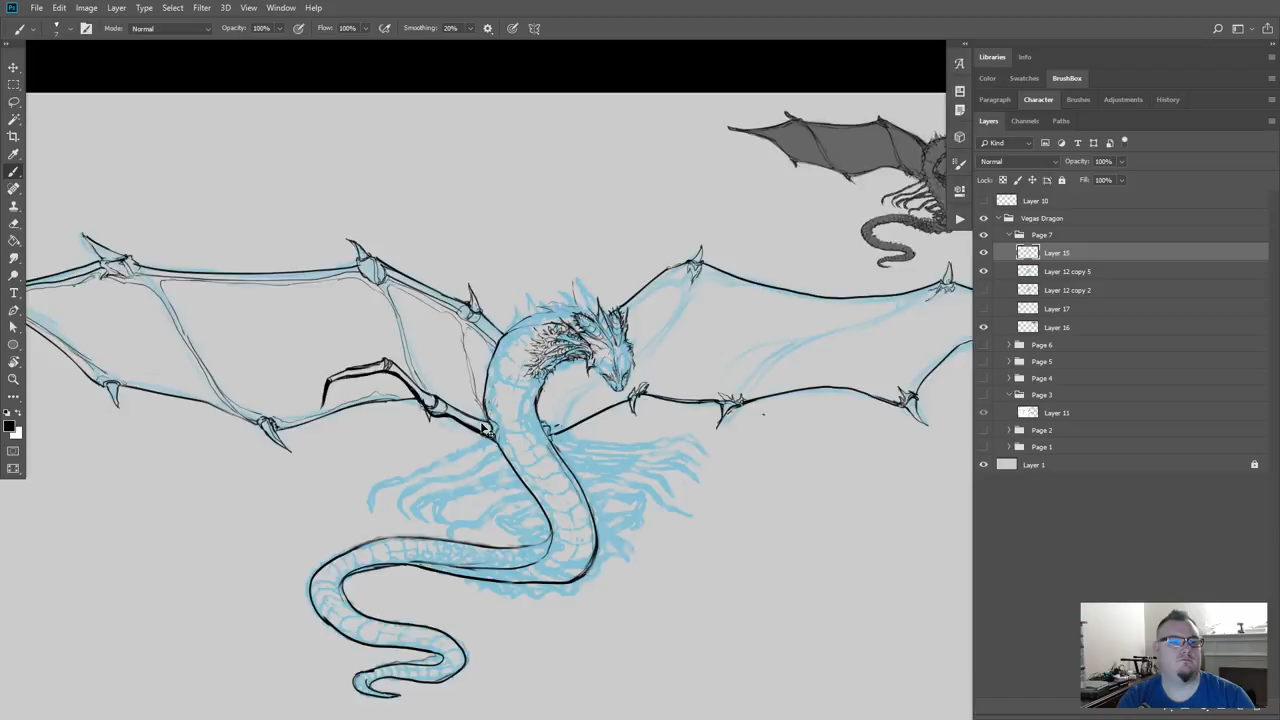 Ps File Edit Image Layer Type Select Filter 3D View Window Help
7 Mode: Normal Opacity: 100% Flow: 100% Smoothing: 20%
Libraries Info
Color Swatches BrushBox
Paragraph Character Brushes Adjustments History
Layers Channels Paths
Kind
Normal Opacity: 100%
Lock: Fill: 100%
Layer 10
Vegas Dragon
Page 7
Layer 15
Layer 12 copy 5
Layer 12 copy 2
Layer 17
Layer 16
Page 6
Page 5
Page 4
Page 3
Layer 11
Page 2
Page 1
Layer 1